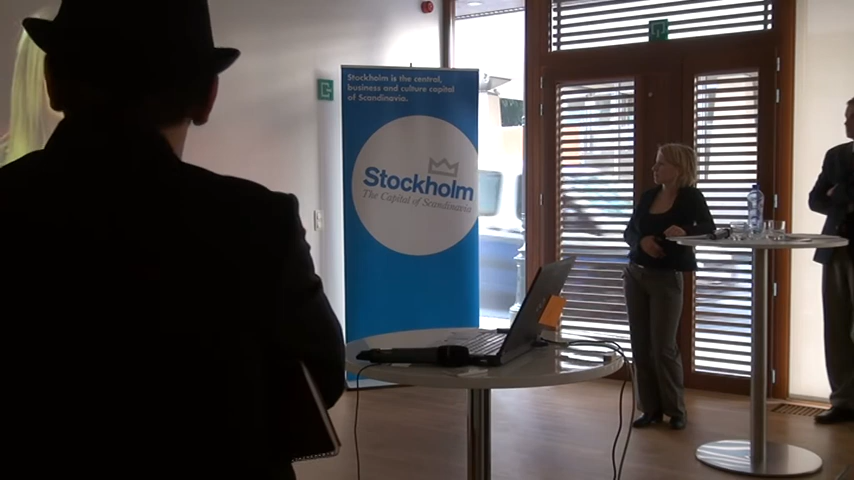 Stockholm is the central,
business and culture capital
of Scandinavia.
Stockholm
The Capital of Scandinavia